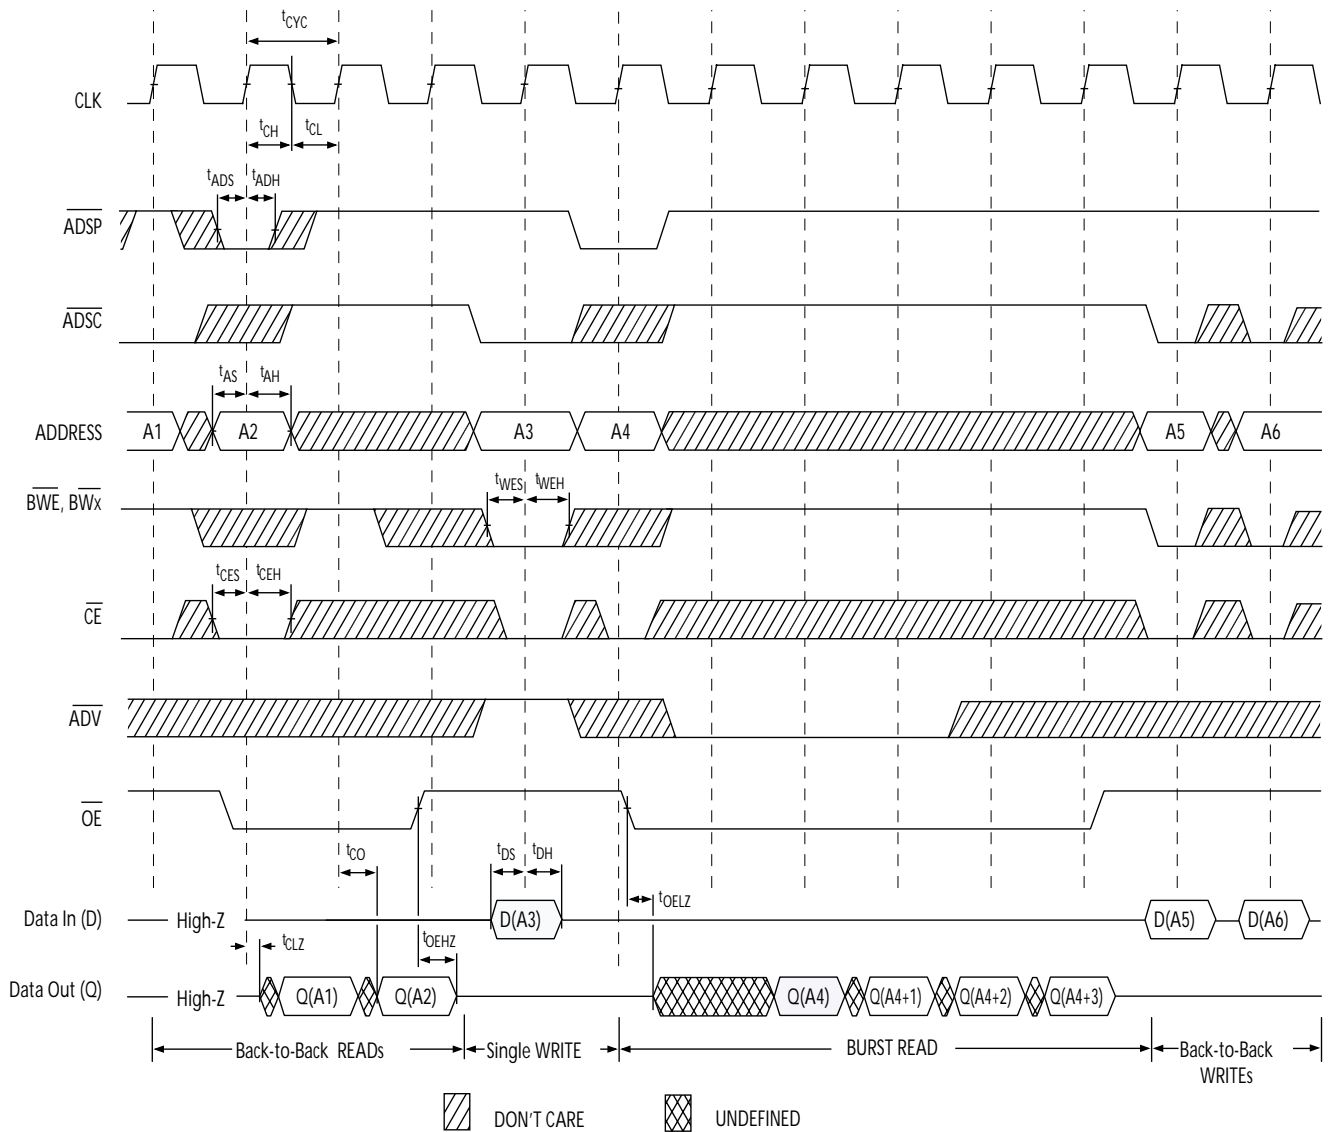 tCYC
CLK
tCH
tCL
tADS
tADH
ADSP
ADSC
tAS
tAH
ADDRESS
A1
A2
A3
A4
A5
A6
tWES
tWEH
BWE, BWx
tCES
tCEH
CE
ADV
OE
tCO
tDS
tDH
tOELZ
Data In (D)
High-Z
D(A3)
D(A5)
D(A6)
tCLZ
tOEHZ
Data Out (Q)
High-Z
Q(A1)
Q(A2)
Q(A4)
Q(A4+1)
Q(A4+2)
Q(A4+3)
Back-to-Back READs
Single WRITE
BURST READ
Back-to-Back
WRITEs
DON'T CARE
UNDEFINED